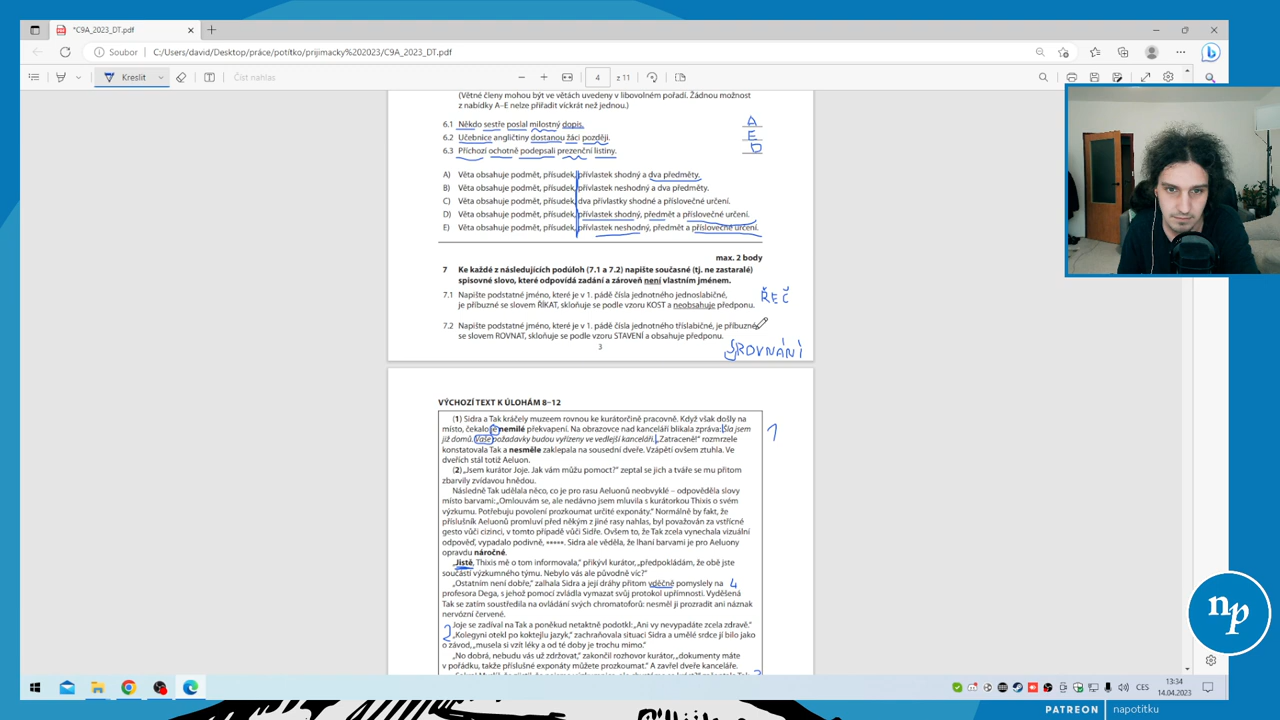 *C9A_2023_DT.pdf
Soubor C:/Users/david/Desktop/práce/potítko/prijimacky%202023/C9A_2023_DT.pdf
Kreslit Číst nahlas 4 z 11
(Větné členy mohou být ve větách uvedeny v libovolném pořadí. Žádnou možnost
z nabídky A–E nelze přiřadit víckrát než jednou.)
6.1 Někdo sestře poslal milostný dopis. A
6.2 Učebnice angličtiny dostanou žáci později. E
6.3 Příchozí ochotně podepsali prezenční listiny. D
A) Věta obsahuje podmět, přísudek, přívlastek shodný a dva předměty.
B) Věta obsahuje podmět, přísudek, přívlastek neshodný a dva předměty.
C) Věta obsahuje podmět, přísudek, dva přívlastky shodné a příslovečné určení.
D) Věta obsahuje podmět, přísudek, přívlastek shodný, předmět a příslovečné určení.
E) Věta obsahuje podmět, přísudek, přívlastek neshodný, předmět a příslovečné určení.
max. 2 body
7 Ke každé z následujících podúloh (7.1 a 7.2) napište současné (tj. ne zastaralé)
spisovné slovo, které odpovídá zadání a zároveň není vlastním jménem.
7.1 Napište podstatné jméno, které je v 1. pádě čísla jednotného jednoslabičné,
je příbuzné se slovem ŘÍKAT, skloňuje se podle vzoru KOST a neobsahuje předponu. ŘEČ
7.2 Napište podstatné jméno, které je v 1. pádě čísla jednotného tříslabičné, je příbuzné
se slovem ROVNAT, skloňuje se podle vzoru STAVENÍ a obsahuje předponu.
3
SROVNÁNÍ
VÝCHOZÍ TEXT K ÚLOHÁM 8–12
(1) Sidra a Tak kráčely muzeem rovnou ke kurátorčině pracovně. Když však došly na
místo, čekalo je nemilé překvapení. Na obrazovce nad kanceláří blikala zpráva: Šla jsem 1
již domů. Vaše požadavky budou vyřízeny ve vedlejší kanceláři. „Zatraceně!“ rozmrzele
konstatovala Tak a nesměle zaklepala na sousední dveře. Vzápětí ovšem ztuhla. Ve
dveřích stál totiž Aeluon.
(2) „Jsem kurátor Joje. Jak vám můžu pomoct?“ zeptal se jich a tváře se mu přitom
zbarvily zvídavou hnědou.
Následně Tak udělala něco, co je pro rasu Aeluonů neobvyklé – odpověděla slovy
místo barvami: „Omlouvám se, ale nedávno jsem mluvila s kurátorkou Thixis o svém
výzkumu. Potřebuju povolení prozkoumat určité exponáty.“ Normálně by fakt, že
příslušník Aeluonů promluví před někým z jiné rasy nahlas, byl považován za vstřícné
gesto vůči cizinci, v tomto případě vůči Sidře. Ovšem to, že Tak zcela vynechala vizuální
odpověď, vypadalo podivně, *****. Sidra ale věděla, že lhaní barvami je pro Aeluony
opravdu náročné.
„Jistě, Thixis mě o tom informovala,“ přikývl kurátor, „předpokládám, že obě jste
součástí výzkumného týmu. Nebylo vás ale původně víc?“
„Ostatním není dobře,“ zalhala Sidra a její dráhy přitom vděčně pomyslely na 4
profesora Dega, s jehož pomocí zvládla vymazat svůj protokol upřímnosti. Vyděšená
Tak se zatím soustředila na ovládání svých chromatoforů: nesměl ji prozradit ani náznak
nervózní červené.
Joje se zadíval na Tak a poněkud netaktně podotkl: „Ani vy nevypadáte zcela zdravě.“
2 „Kolegyni otekl po koktejlu jazyk,“ zachraňovala situaci Sidra a umělé srdce jí bilo jako
o závod, „musela si vzít léky a od té doby je trochu mimo.“
„No dobrá, nebudu vás už zdržovat,“ zakončil rozhovor kurátor, „dokumenty máte
v pořádku, takže příslušné exponáty můžete prozkoumat.“ A zavřel dveře kanceláře.
np
CES
13:34
14.04.2023
PATREON napotitku